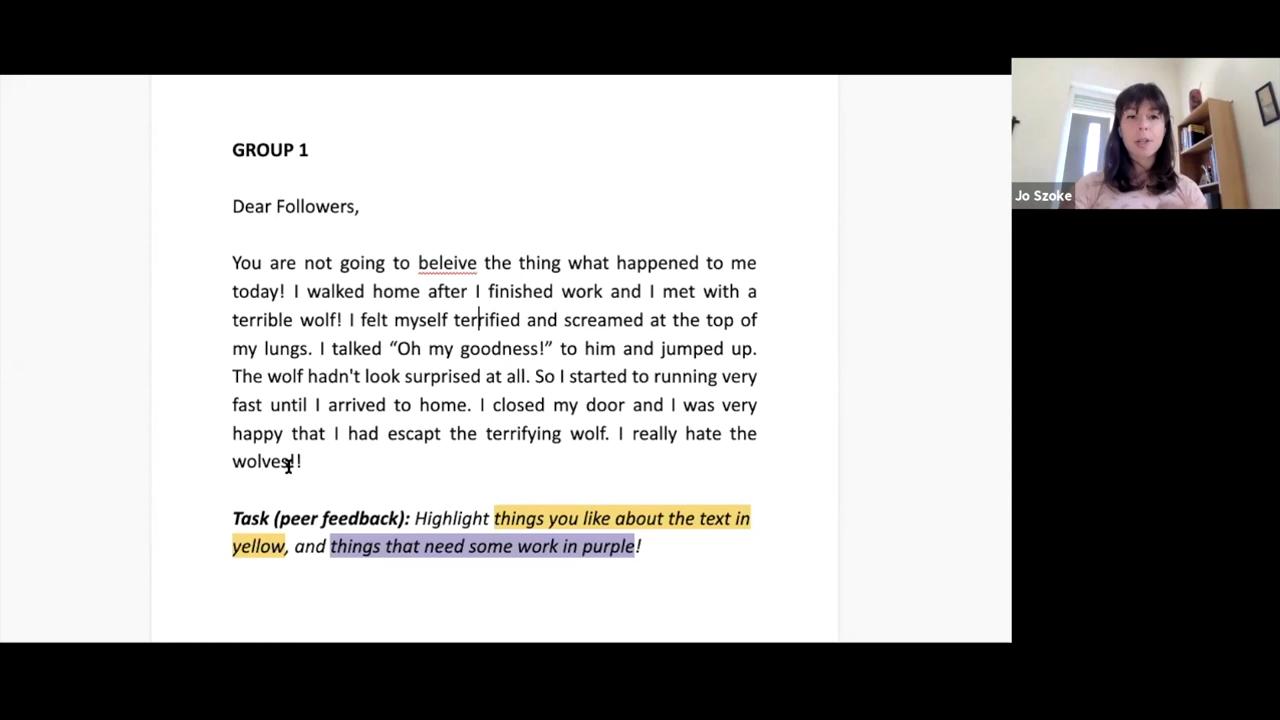 GROUP 1
Dear Followers,
You are not going to beleive the thing what happened to me
today! I walked home after I finished work and I met with a
terrible wolf! I felt myself terrified and screamed at the top of
my lungs. I talked “Oh my goodness!” to him and jumped up.
The wolf hadn't look surprised at all. So I started to running very
fast until I arrived to home. I closed my door and I was very
happy that I had escapt the terrifying wolf. I really hate the
wolves!!
Task (peer feedback): Highlight things you like about the text in
yellow, and things that need some work in purple!
Jo Szoke